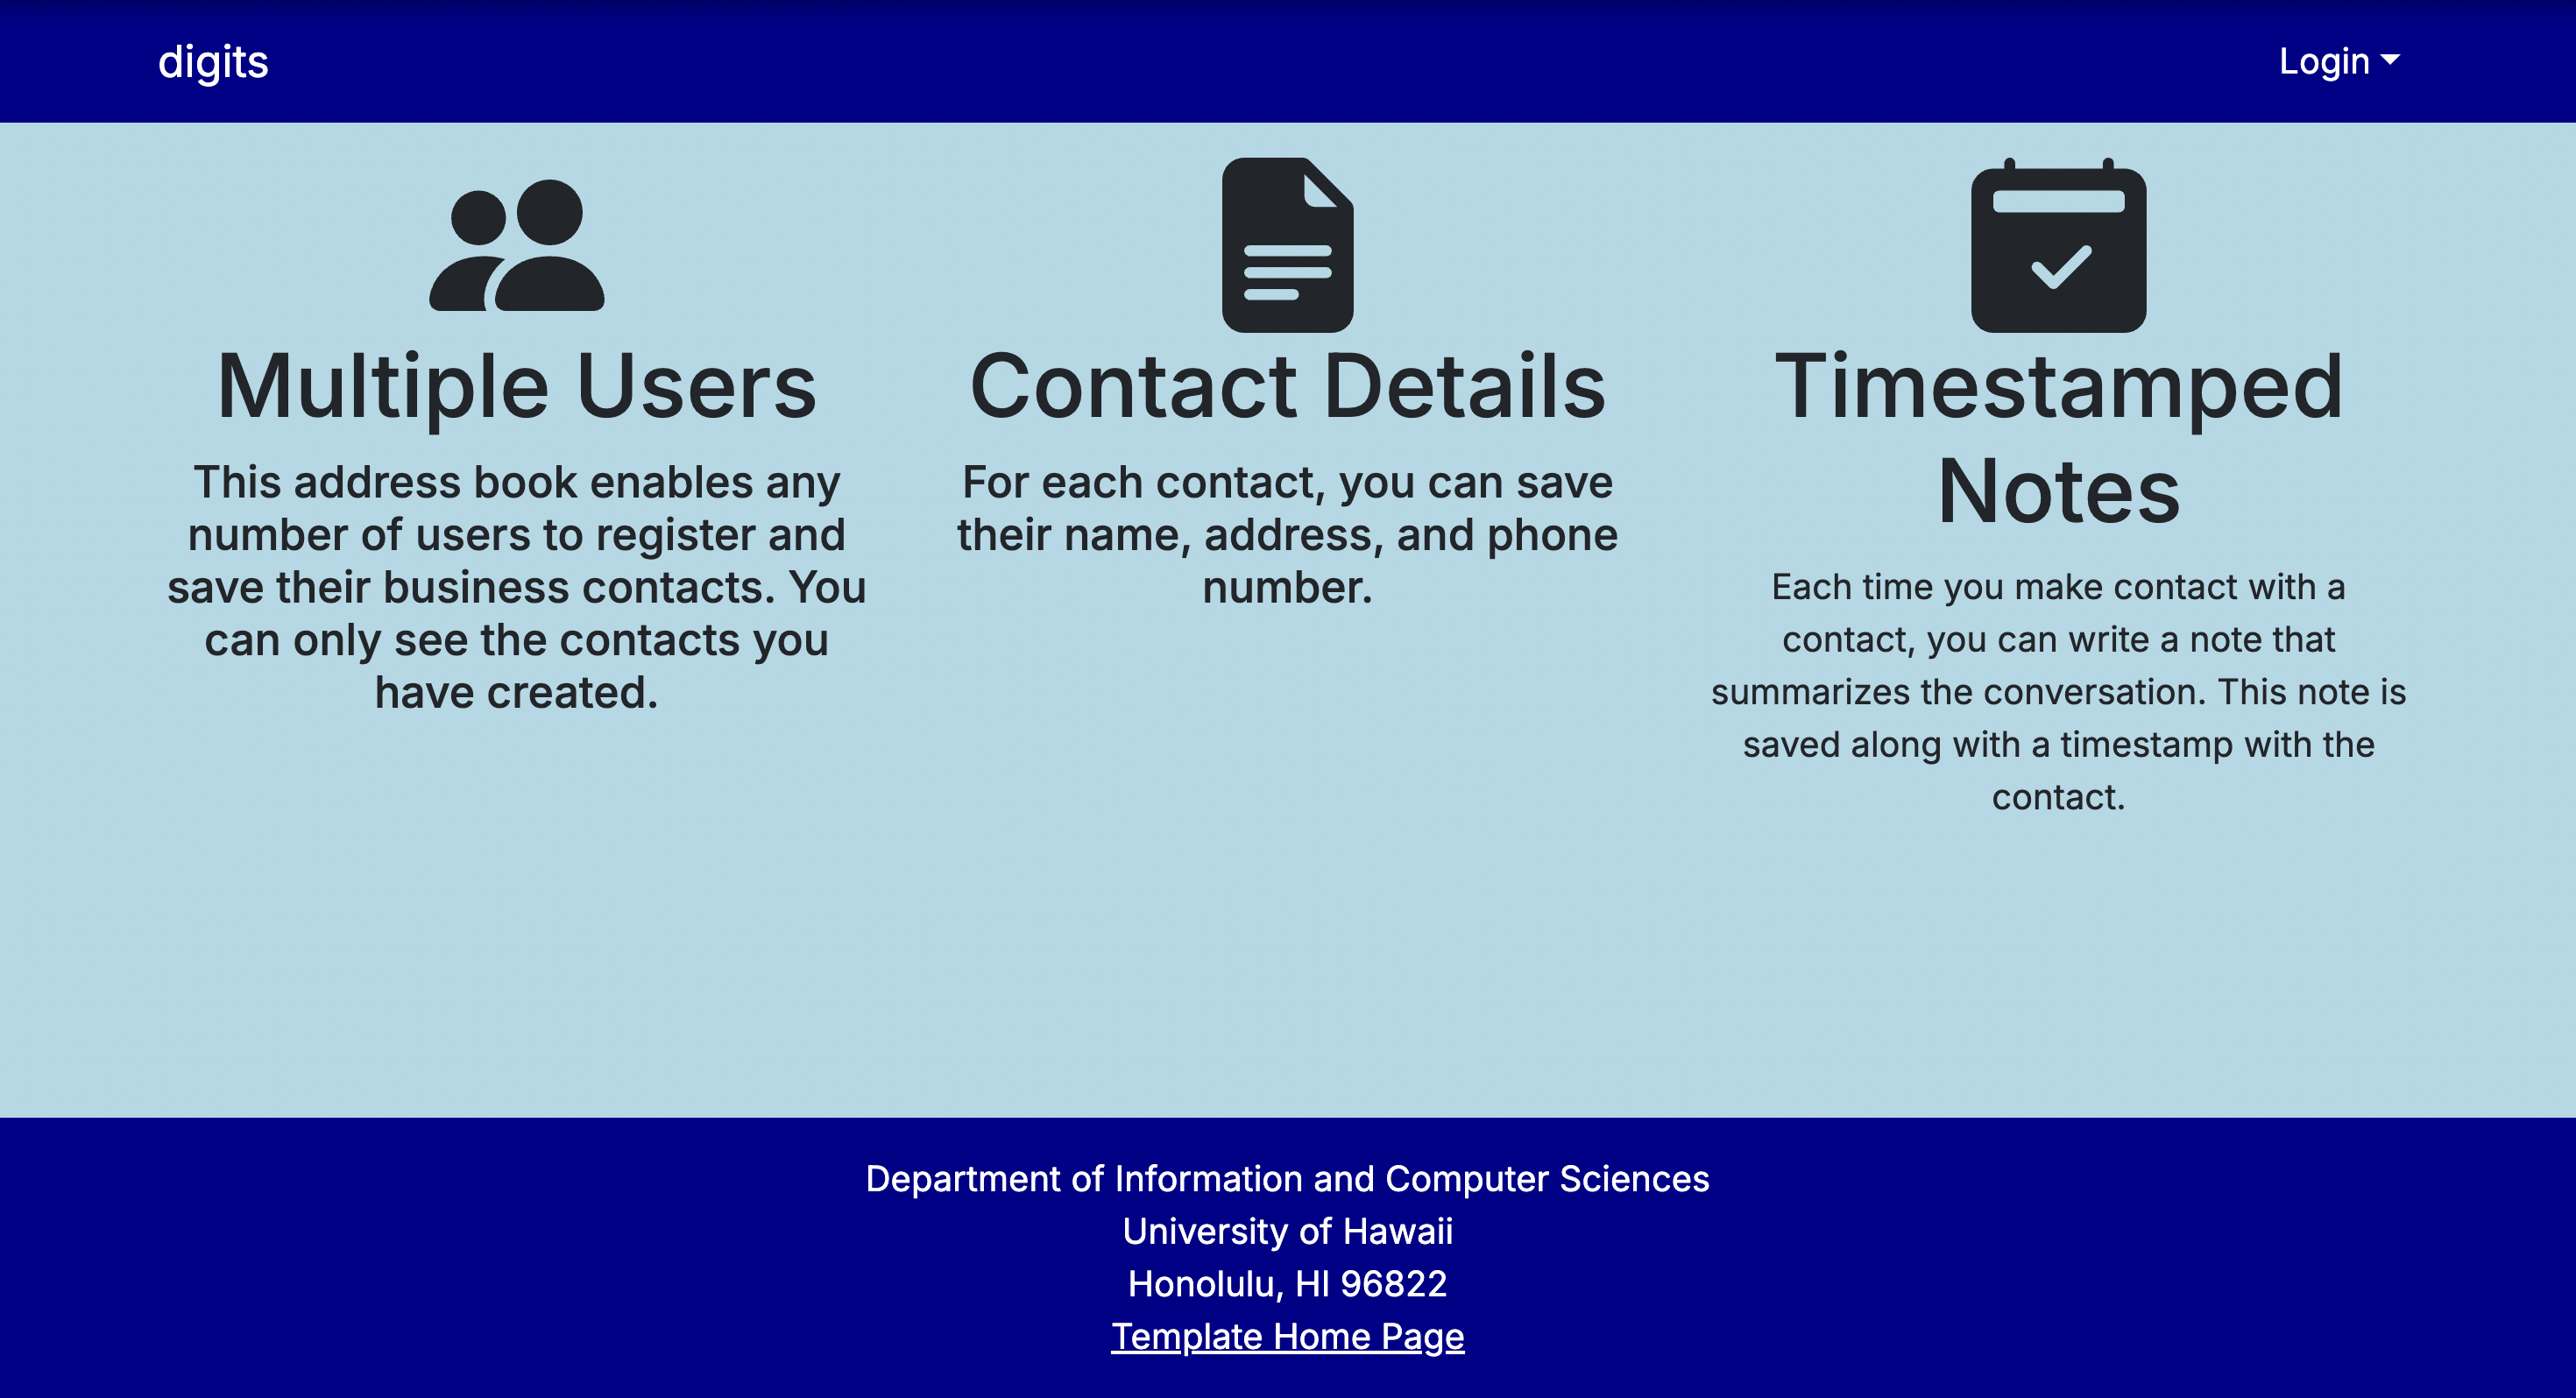 digits
Login
Multiple Users
This address book enables any
number of users to register and
save their business contacts. You
can only see the contacts you
have created.
Contact Details
For each contact, you can save
their name, address, and phone
number.
Timestamped
Notes
Each time you make contact with a
contact, you can write a note that
summarizes the conversation. This note is
saved along with a timestamp with the
contact.
Department of Information and Computer Sciences
University of Hawaii
Honolulu, HI 96822
Template Home Page